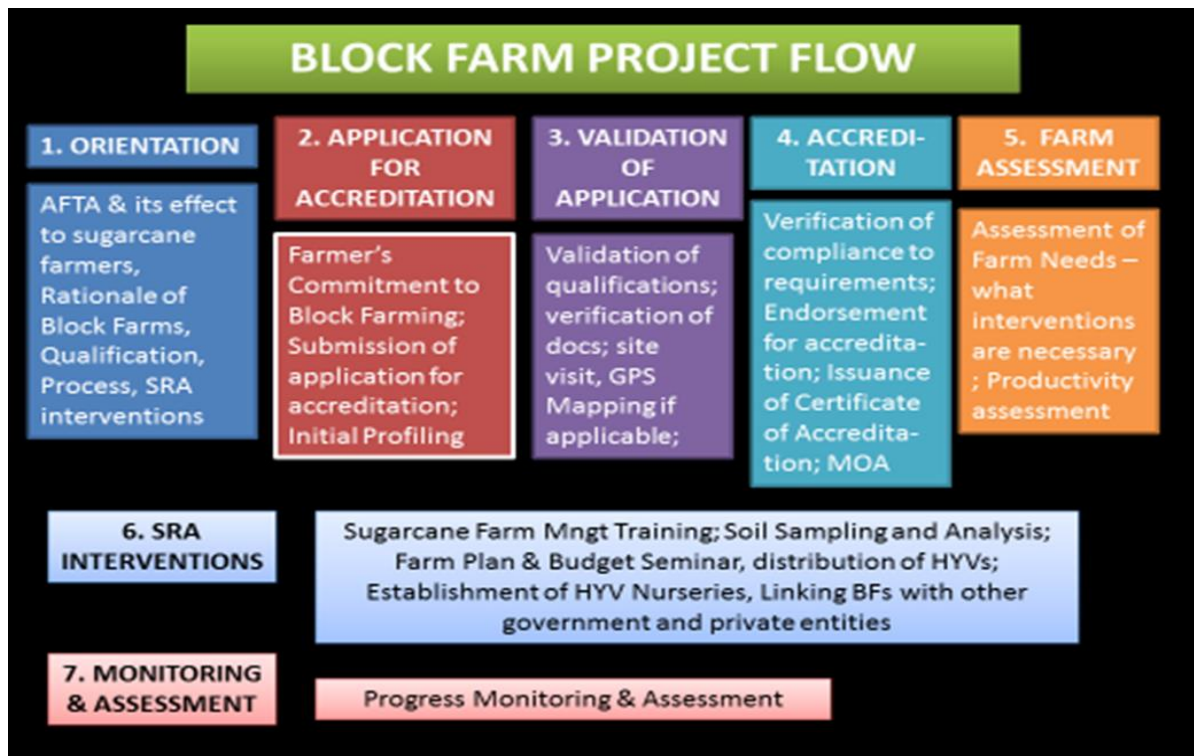 BLOCK FARM PROJECT FLOW
1. ORIENTATION
AFTA & its effect
to sugarcane
farmers,
Rationale of
Block Farms,
Qualification,
Process, SRA
interventions
2. APPLICATION
FOR
ACCREDITATION
Farmer's
Commitment to
Block Farming;
Submission of
application for
accreditation;
Initial Profiling
3. VALIDATION
OF
APPLICATION
Validation of
qualifications;
verification of
docs; site
visit, GPS
Mapping if
applicable;
4. ACCREDI-
TATION
Verification of
compliance to
requirements;
Endorsement
for accredita-
tion; Issuance
of Certificate
of Accredita-
tion; MOA
5. FARM
ASSESSMENT
Assessment of
Farm Needs –
what
interventions
are necessary
; Productivity
assessment
6. SRA
INTERVENTIONS
Sugarcane Farm Mngt Training; Soil Sampling and Analysis;
Farm Plan & Budget Seminar, distribution of HYVs;
Establishment of HYV Nurseries, Linking BFs with other
government and private entities
7. MONITORING
& ASSESSMENT
Progress Monitoring & Assessment